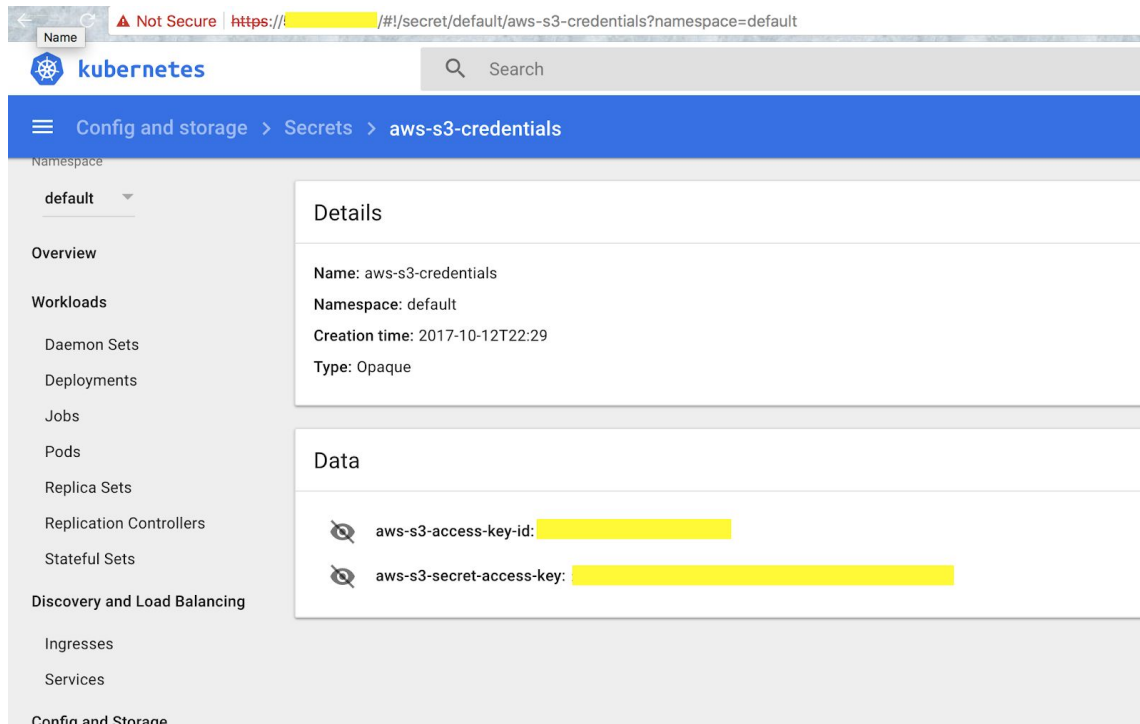 Not Secure https:// /#!/secret/default/aws-s3-credentials?namespace=default
Name
kubernetes
Search
Config and storage > Secrets > aws-s3-credentials
Namespace
default
Overview
Workloads
Daemon Sets
Deployments
Jobs
Pods
Replica Sets
Replication Controllers
Stateful Sets
Discovery and Load Balancing
Ingresses
Services
Config and Storage
Details
Name: aws-s3-credentials
Namespace: default
Creation time: 2017-10-12T22:29
Type: Opaque
Data
aws-s3-access-key-id:
aws-s3-secret-access-key: